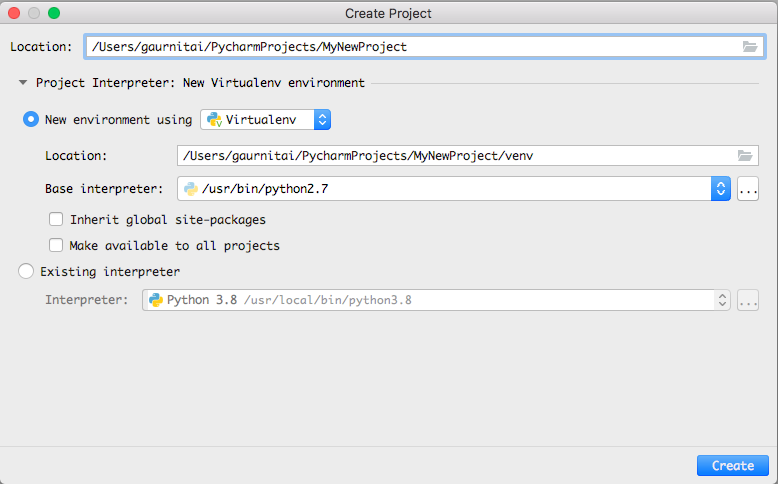 Create Project
Location: /Users/gaurnitai/PycharmProjects/MyNewProject
Project Interpreter: New Virtualenv environment
New environment using Virtualenv
Location: /Users/gaurnitai/PycharmProjects/MyNewProject/venv
Base interpreter: /usr/bin/python2.7 ...
Inherit global site-packages
Make available to all projects
Existing interpreter
Interpreter: Python 3.8 /usr/local/bin/python3.8 ...
Create